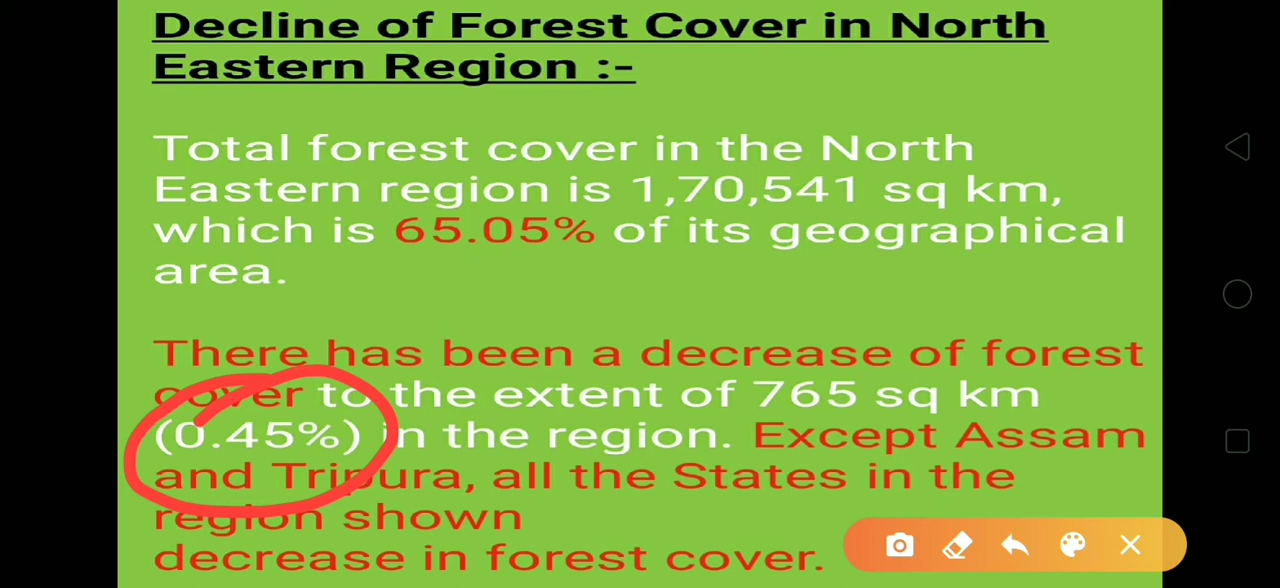 Decline of Forest Cover in North
Eastern Region :-
Total forest cover in the North
Eastern region is 1,70,541 sq km,
which is 65.05% of its geographical
area.
There has been a decrease of forest
cover to the extent of 765 sq km
(0.45%) in the region. Except Assam
and Tripura, all the States in the
region shown
decrease in forest cover.